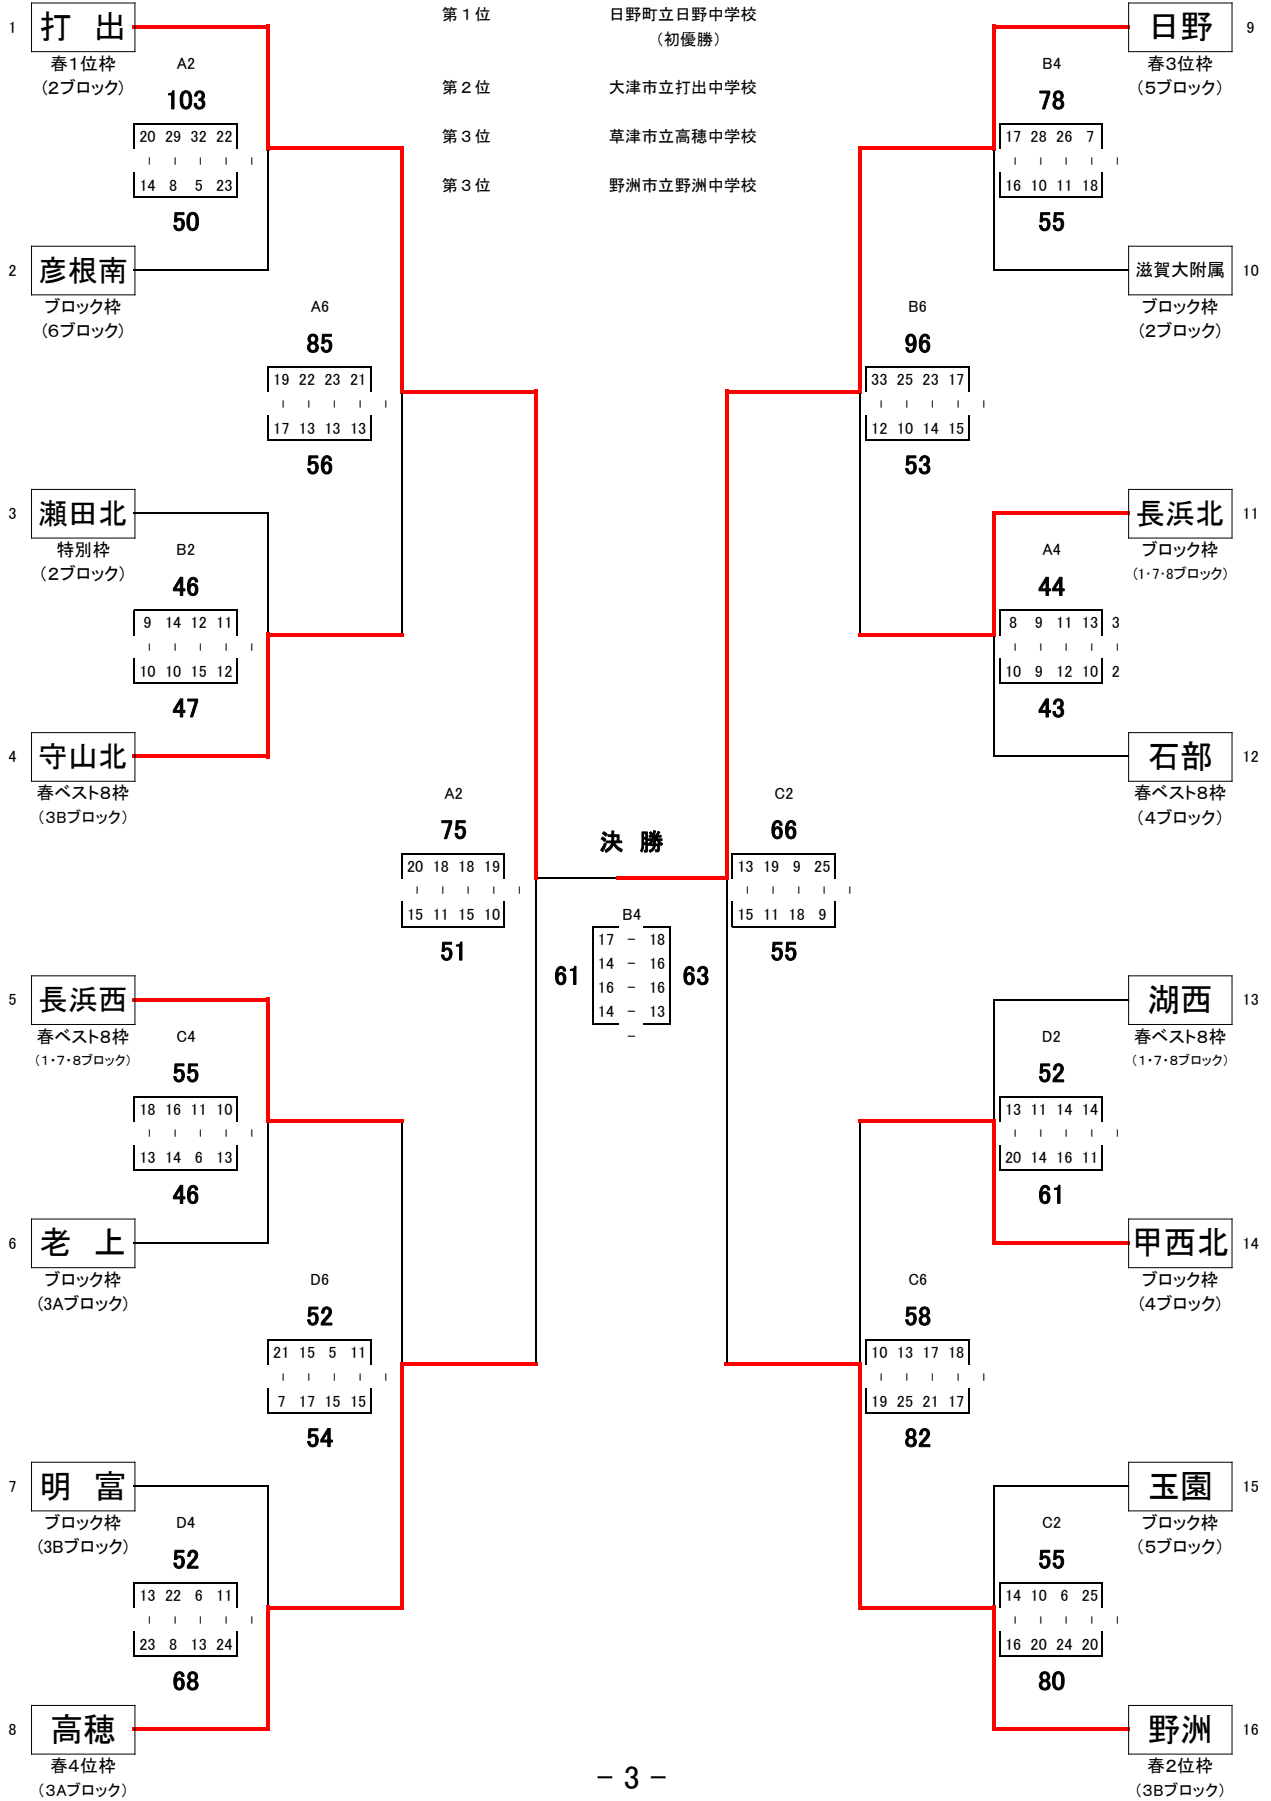 第１位 日野町立日野中学校
（初優勝）
第２位 大津市立打出中学校
第３位 草津市立高穂中学校
第３位 野洲市立野洲中学校
1 打 出
春１位枠
（2ブロック）
A2
103
20 29 32 22
14 8 5 23
50
2 彦根南
ブロック枠
（6ブロック）
A6
85
19 22 23 21
17 13 13 13
56
3 瀬田北
特別枠
（２ブロック）
B2
46
9 14 12 11
10 10 15 12
47
4 守山北
春ベスト８枠
（3Bブロック）
A2
75
20 18 18 19
15 11 15 10
51
5 長浜西
春ベスト８枠
（1・7・8ブロック）
C4
55
18 16 11 10
13 14 6 13
46
6 老 上
ブロック枠
（3Aブロック）
D6
52
21 15 5 11
7 17 15 15
54
7 明 富
ブロック枠
（3Bブロック）
D4
52
13 22 6 11
23 8 13 24
68
8 高穂
春４位枠
（3Aブロック）
決 勝
B4
61 63
17 － 18
14 － 16
16 － 16
14 － 13
－
日野 9
春３位枠
（５ブロック）
B4
78
17 28 26 7
16 10 11 18
55
滋賀大附属 10
ブロック枠
（２ブロック）
B6
96
33 25 23 17
12 10 14 15
53
長浜北 11
ブロック枠
（1・7・8ブロック）
A4
44
8 9 11 13 3
10 9 12 10 2
43
石部 12
春ベスト８枠
（４ブロック）
C2
66
13 19 9 25
15 11 18 9
55
湖西 13
春ベスト８枠
（1・7・8ブロック）
D2
52
13 11 14 14
20 14 16 11
61
甲西北 14
ブロック枠
（４ブロック）
C6
58
10 13 17 18
19 25 21 17
82
玉園 15
ブロック枠
（５ブロック）
C2
55
14 10 6 25
16 20 24 20
80
野洲 16
春２位枠
（3Bブロック）
－ 3 －